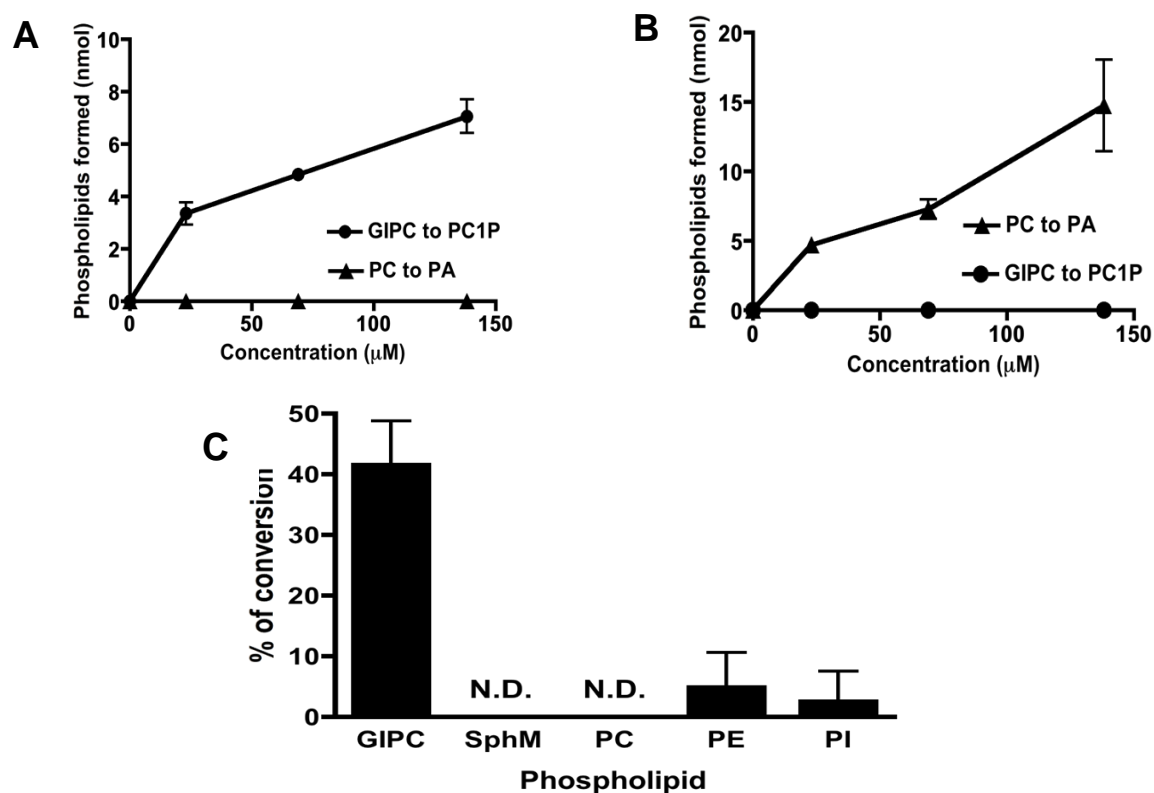 A
Phospholipids formed (nmol)
10
8
6
4
2
0
GIPC to PC1P
PC to PA
0
50
100
150
Concentration (μM)
B
Phospholipids formed (nmol)
20
15
10
5
0
PC to PA
GIPC to PC1P
0
50
100
150
Concentration (μM)
C
% of conversion
50
40
30
20
10
0
N.D.
N.D.
GIPC
SphM
PC
PE
PI
Phospholipid